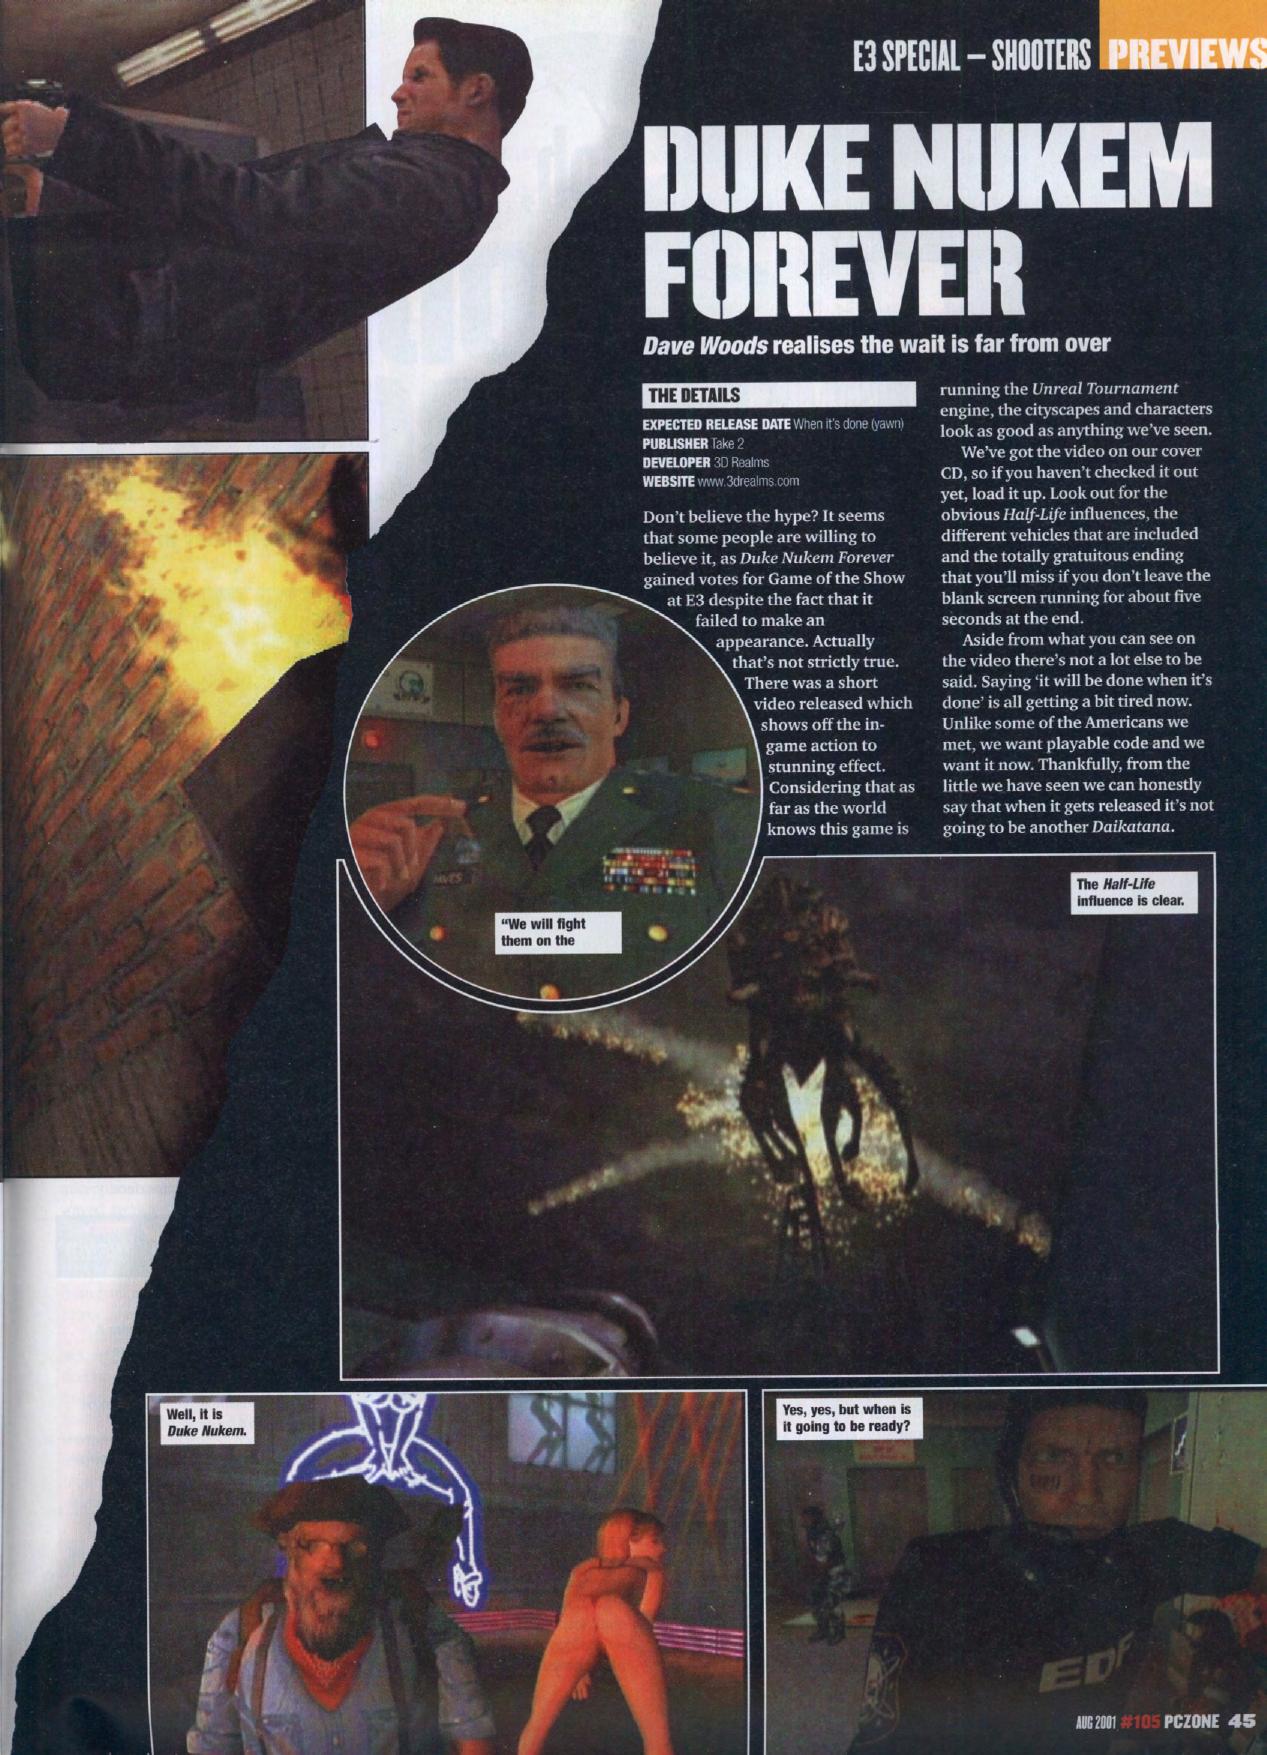 E3 SPECIAL – SHOOTERS PREVIEWS
DUKE NUKEM
FOREVER
Dave Woods realises the wait is far from over
THE DETAILS
EXPECTED RELEASE DATE When it's done (yawn)
PUBLISHER Take 2
DEVELOPER 3D Realms
WEBSITE www.3drealms.com
Don't believe the hype? It seems
that some people are willing to
believe it, as Duke Nukem Forever
gained votes for Game of the Show
at E3 despite the fact that it
failed to make an
appearance. Actually
that's not strictly true.
There was a short
video released which
shows off the in-
game action to
stunning effect.
Considering that as
far as the world
knows this game is
running the Unreal Tournament
engine, the cityscapes and characters
look as good as anything we've seen.
We've got the video on our cover
CD, so if you haven't checked it out
yet, load it up. Look out for the
obvious Half-Life influences, the
different vehicles that are included
and the totally gratuitous ending
that you'll miss if you don't leave the
blank screen running for about five
seconds at the end.
Aside from what you can see on
the video there's not a lot else to be
said. Saying 'it will be done when it's
done' is all getting a bit tired now.
Unlike some of the Americans we
met, we want playable code and we
want it now. Thankfully, from the
little we have seen we can honestly
say that when it gets released it's not
going to be another Daikatana.
"We will fight
them on the
The Half-Life
influence is clear.
Well, it is
Duke Nukem.
Yes, yes, but when is
it going to be ready?
EDF
AUG 2001 #105 PCZONE 45